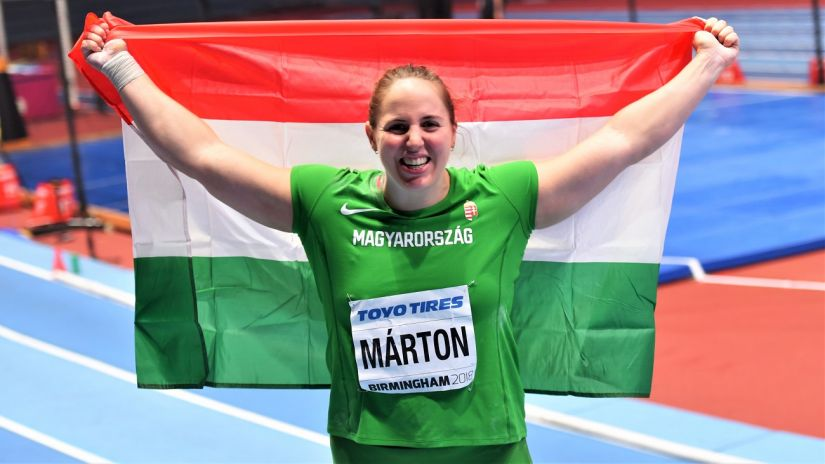 MAGYARORSZÁG
TOYO TIRES
MÁRTON
BIRMINGHAM 2018